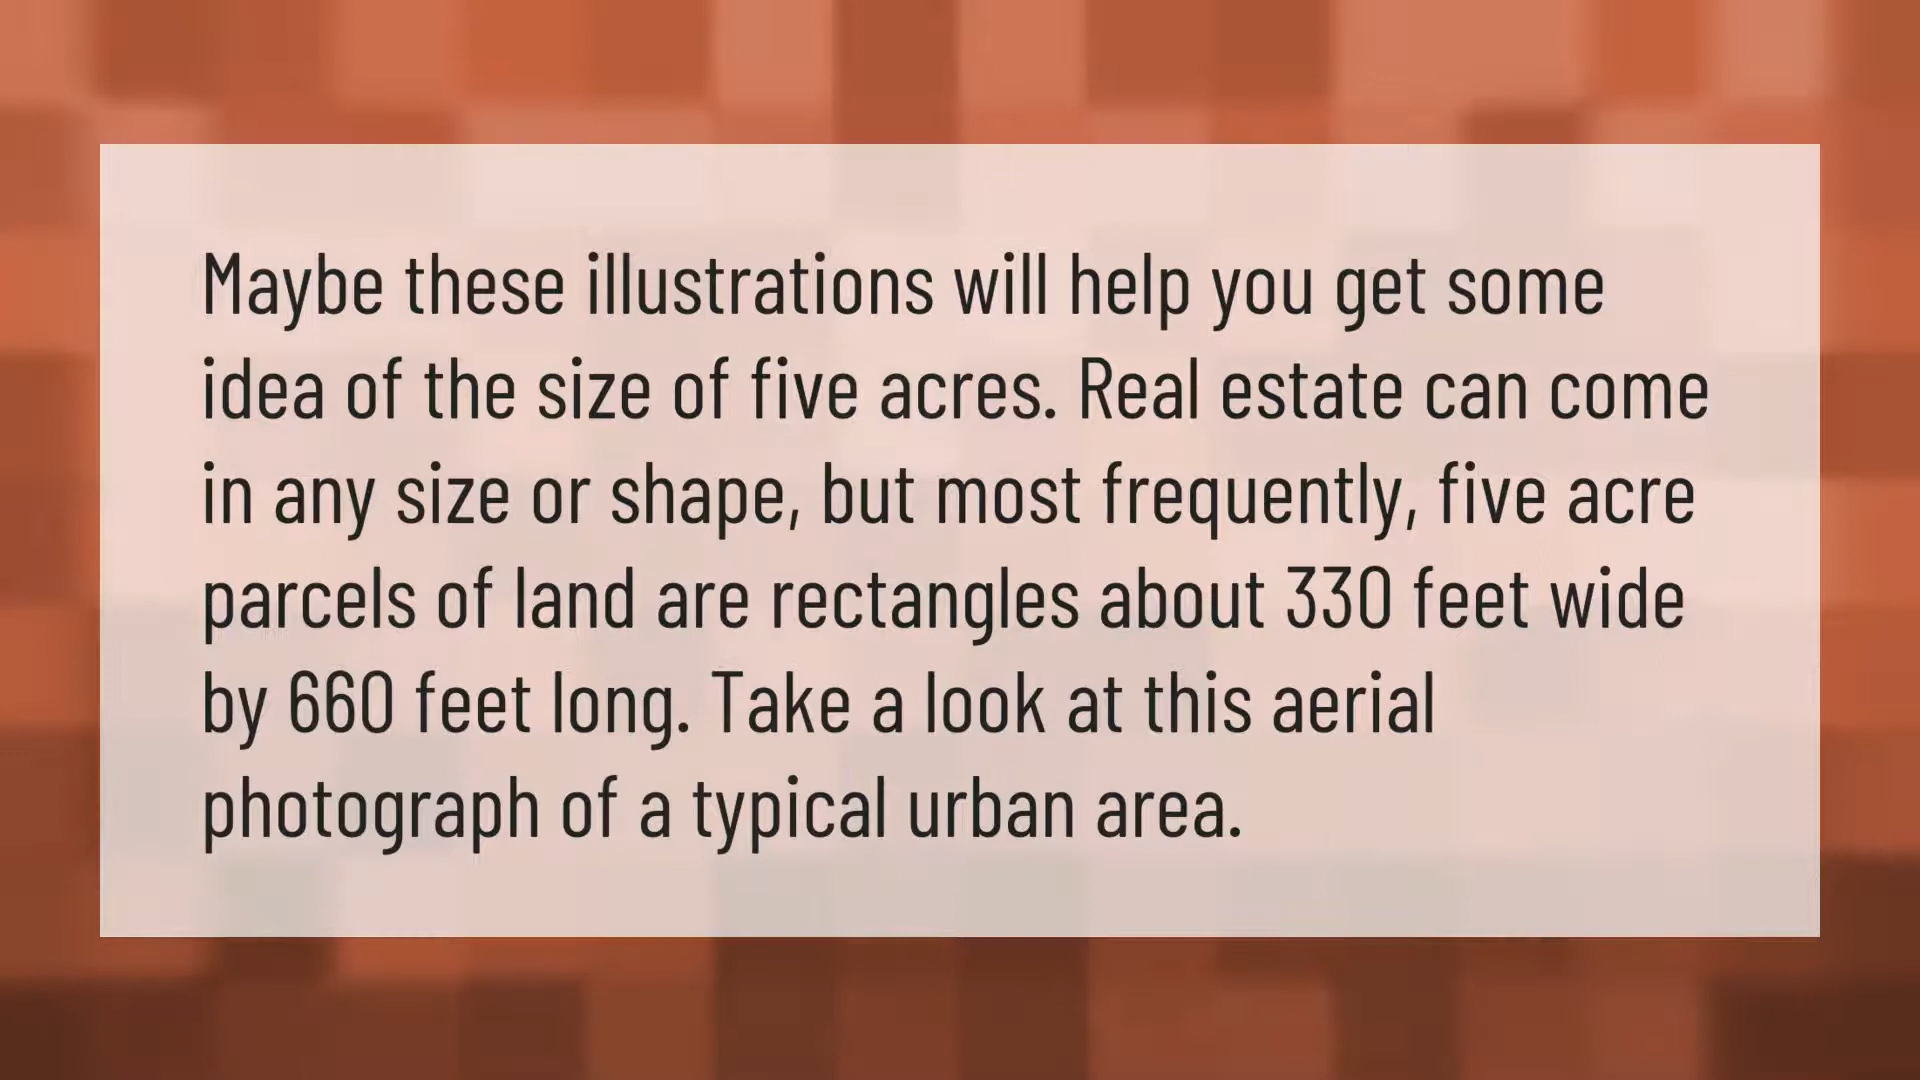 Maybe these illustrations will help you get some
idea of the size of five acres. Real estate can come
in any size or shape, but most frequently, five acre
parcels of land are rectangles about 330 feet wide
by 660 feet long. Take a look at this aerial
photograph of a typical urban area.